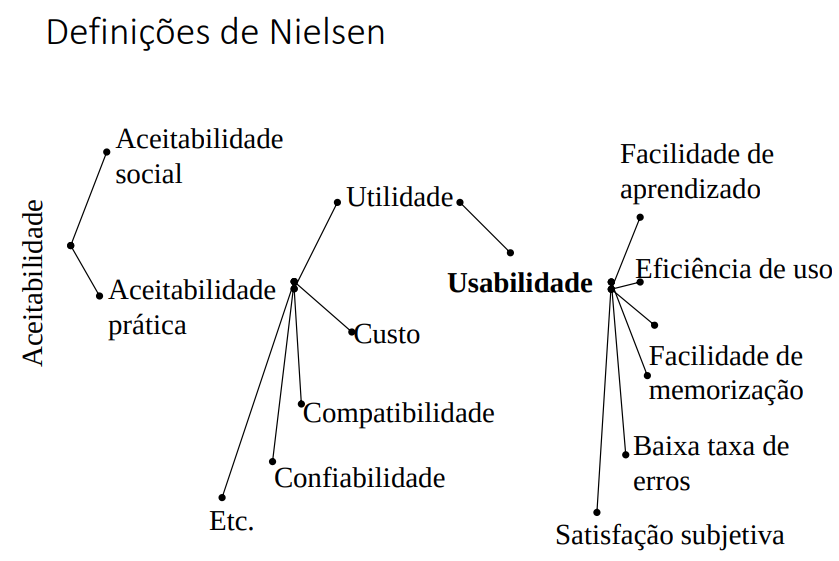 Definições de Nielsen
Aceitabilidade
Aceitabilidade
social
Aceitabilidade
prática
Utilidade
Custo
Compatibilidade
Confiabilidade
Etc.
Usabilidade
Facilidade de
aprendizado
Eficiência de uso
Facilidade de
memorização
Baixa taxa de
erros
Satisfação subjetiva